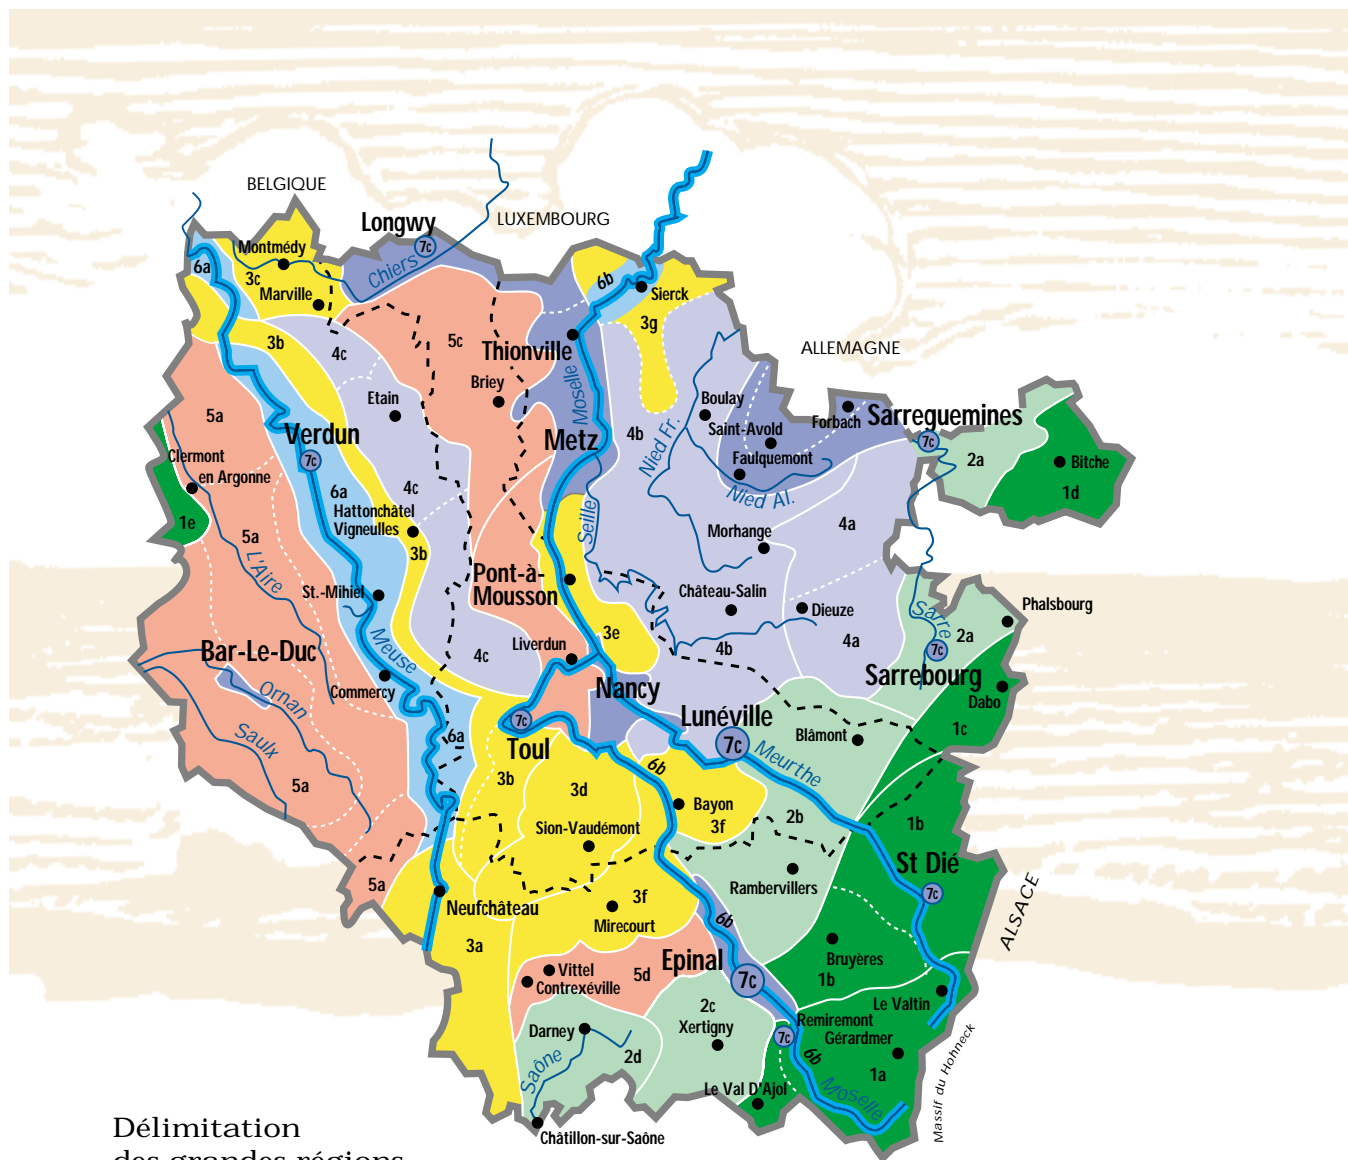 BELGIQUE
Longwy
LUXEMBOURG
7c
Montmédy
6a
3c
Chiers
Marville
6b
Sierck
3g
3b
4c
5c
Thionville
ALLEMAGNE
Briey
Moselle
Etain
Boulay
Forbach
Sarreguemines
5a
Saint-Avold
7c
Verdun
Metz
4b
Nied Fr.
Faulquemont
2a
Bitche
7c
Clermont
en Argonne
Nied Al.
1d
6a
4c
Hattonchâtel
Vigneulles
1e
5a
Seille
Morhange
4a
3b
L'Aire
Pont-à-
Mousson
St.-Mihiel
Château-Salin
Dieuze
Sarre
Phalsbourg
2a
Meuse
3e
4b
4a
7c
Bar-Le-Duc
Liverdun
4c
Sarrebourg
Commercy
Nancy
Dabo
Ornan
Lunéville
1c
7c
Toul
7c
Blâmont
Saulx
6a
Meurthe
6b
5a
3b
3d
Bayon
3f
2b
1b
Sion-Vaudémont
St Dié
5a
Rambervillers
7c
Neufchâteau
3f
Mirecourt
6b
ALSACE
3a
Bruyères
Epinal
7c
1b
Vittel
Contrexéville
5d
Le Valtin
2c
Xertigny
Remiremont
7c
Gérardmer
Darney
2d
6b
1a
Saône
Moselle
Massif du Hohneck
Le Val D'Ajol
Châtillon-sur-Saône
Délimitation
des grandes régions